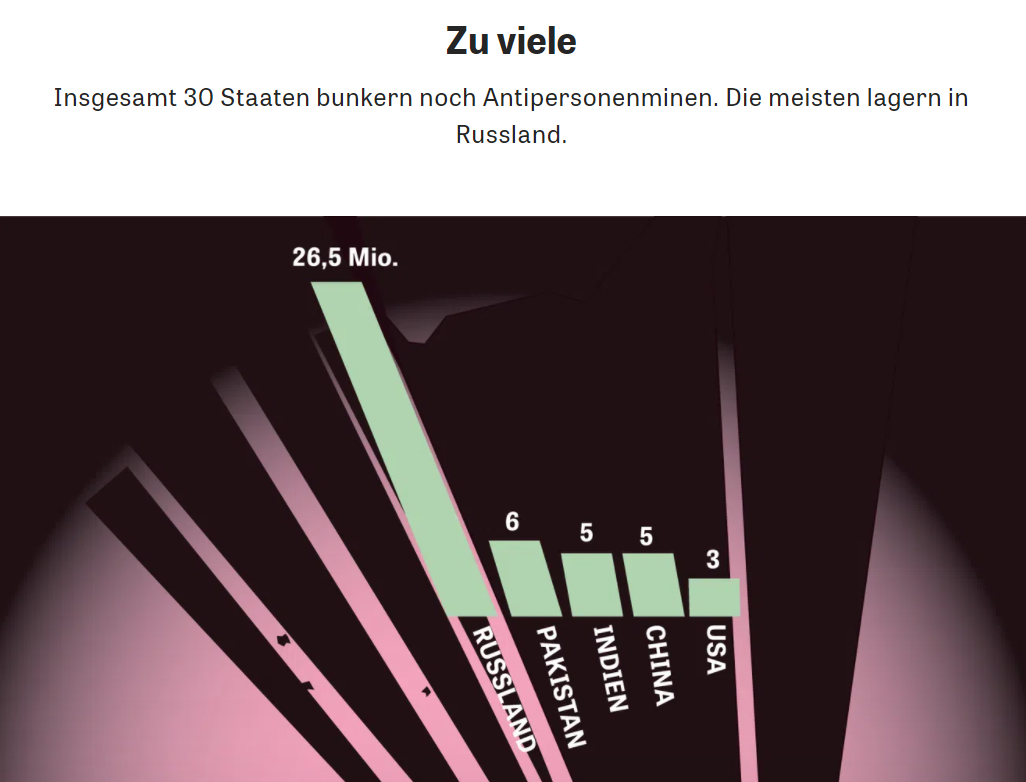 Zu viele
Insgesamt 30 Staaten bunkern noch Antipersonenminen. Die meisten lagern in
Russland.
26,5 Mio.
6
5
5
3
RUSSLAND
PAKISTAN
INDIEN
CHINA
USA